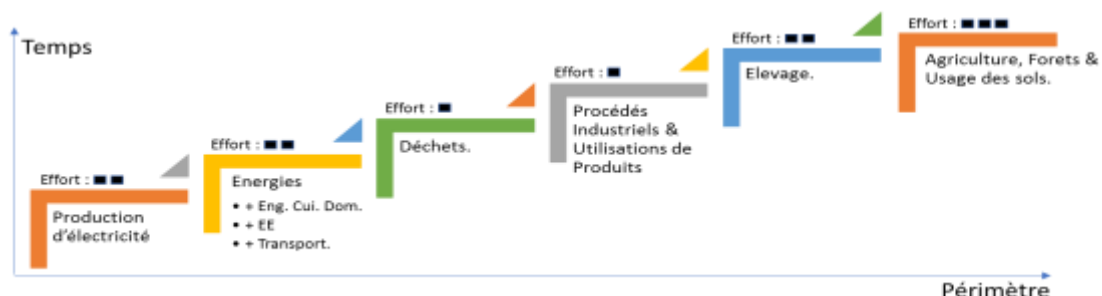 Temps
Effort :
Production
d'électricité
Effort :
Energies
• + Eng. Cui. Dom.
• + EE
• + Transport.
Effort :
Déchets.
Effort :
Procédés
Industriels &
Utilisations de
Produits
Effort :
Elevage.
Effort :
Agriculture, Forets &
Usage des sols.
Périmètre